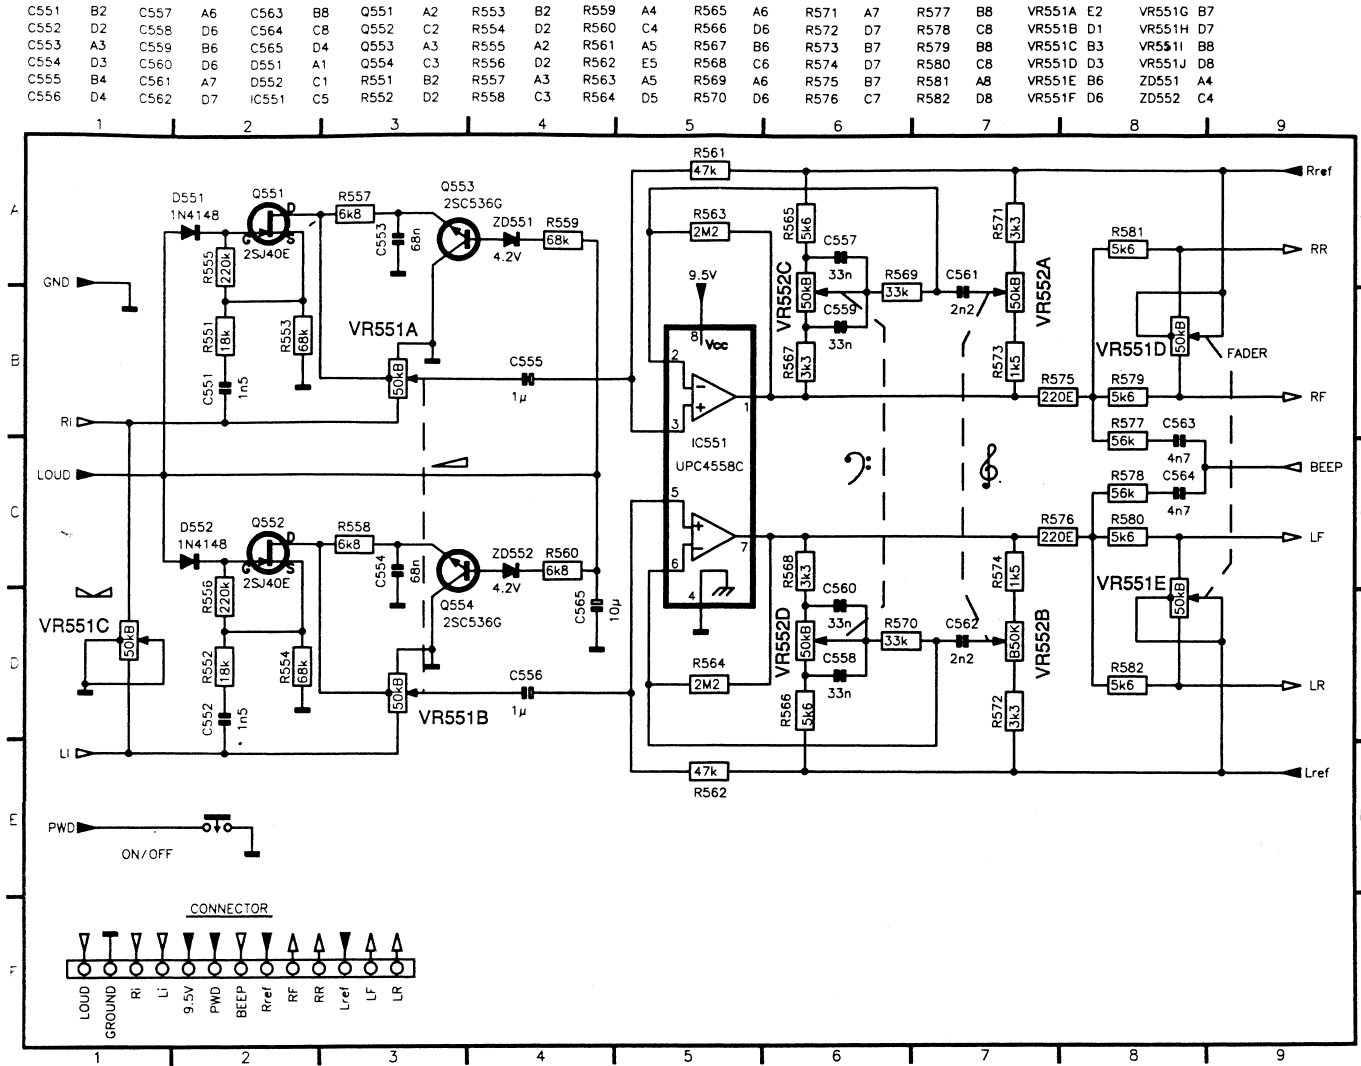 C551 B2 C557 A6 C563 B8 Q551 A2 R553 B2 R559 A4 R565 A6 R571 A7 R577 B8 VR551A E2 VR551G B7
C552 D2 C558 D6 C564 C8 Q552 C2 R554 D2 R560 C4 R566 D6 R572 D7 R578 C8 VR551B D1 VR551H D7
C553 A3 C559 B6 C565 D4 Q553 A3 R555 A2 R561 A5 R567 B6 R573 B7 R579 B8 VR551C B3 VR551I B8
C554 D3 C560 D6 D551 A1 Q554 C3 R556 D2 R562 E5 R568 C6 R574 D7 R580 C8 VR551D D3 VR551J D8
C555 B4 C561 A7 D552 C1 R551 B2 R557 A3 R563 A5 R569 A6 R575 B7 R581 A8 VR551E B6 ZD551 A4
C556 D4 C562 D7 IC551 C5 R552 D2 R558 C3 R564 D5 R570 D6 R576 C7 R582 D8 VR551F D6 ZD552 C4
1 2 3 4 5 6 7 8 9
A
B
C
D
E
F
R561
47k
Rref
D551
1N4148
Q551
D
G
S
2SJ40E
R557
6k8
C553
68n
Q553
2SC536G
ZD551
4.2V
R559
68k
R563
2M2
R565
5k6
C557
33n
R571
3k3
R581
5k6
RR
R555
220k
GND
9.5V
VR552C
50kB
R569
33k
C561
2n2
50kB
VR552A
C559
33n
R551
18k
R553
68k
VR551A
50kB
C555
1µ
8
Vcc
2
3
1
IC551
UPC4558C
R567
3k3
R573
1k5
VR551D
50kB
FADER
C551
1n5
R575
220E
R579
5k6
RF
Ri
R577
56k
C563
4n7
LOUD
BEEP
R578
56k
C564
4n7
D552
1N4148
Q552
D
G
S
2SJ40E
R558
6k8
C554
68n
ZD552
4.2V
R560
6k8
5
6
7
4
R576
220E
R580
5k6
LF
R568
3k3
R574
1k5
VR551E
50kB
R556
220k
Q554
2SC536G
C565
10µ
C560
33n
VR551C
50kB
VR552D
50kB
R570
33k
C562
2n2
B50K
VR552B
R552
18k
R554
68k
50kB
VR551B
C556
1µ
R564
2M2
C558
33n
R566
5k6
R572
3k3
R582
5k6
LR
C552
1n5
Li
47k
R562
Lref
PWD
ON/OFF
CONNECTOR
LOUD
GROUND
Ri
Li
9.5V
PWD
BEEP
Rref
RF
RR
Lref
LF
LR
1 2 3 4 5 6 7 8 9